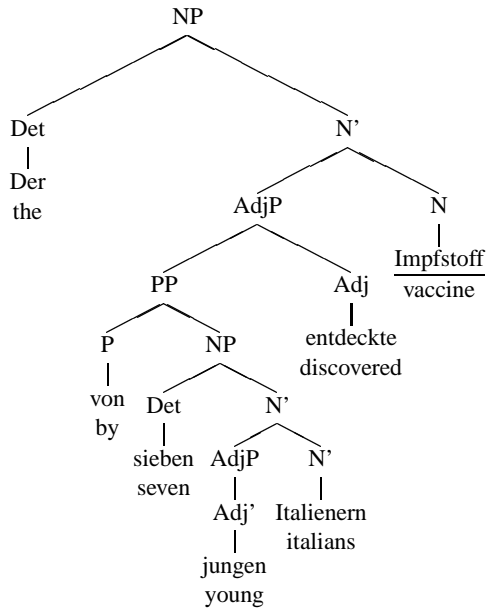 NP
Det N’
Der
the
AdjP N
Impfstoff
vaccine
PP Adj
entdeckte
discovered
P NP
von
by
Det N’
sieben
seven
AdjP N’
Adj’ Italienern
italians
jungen
young